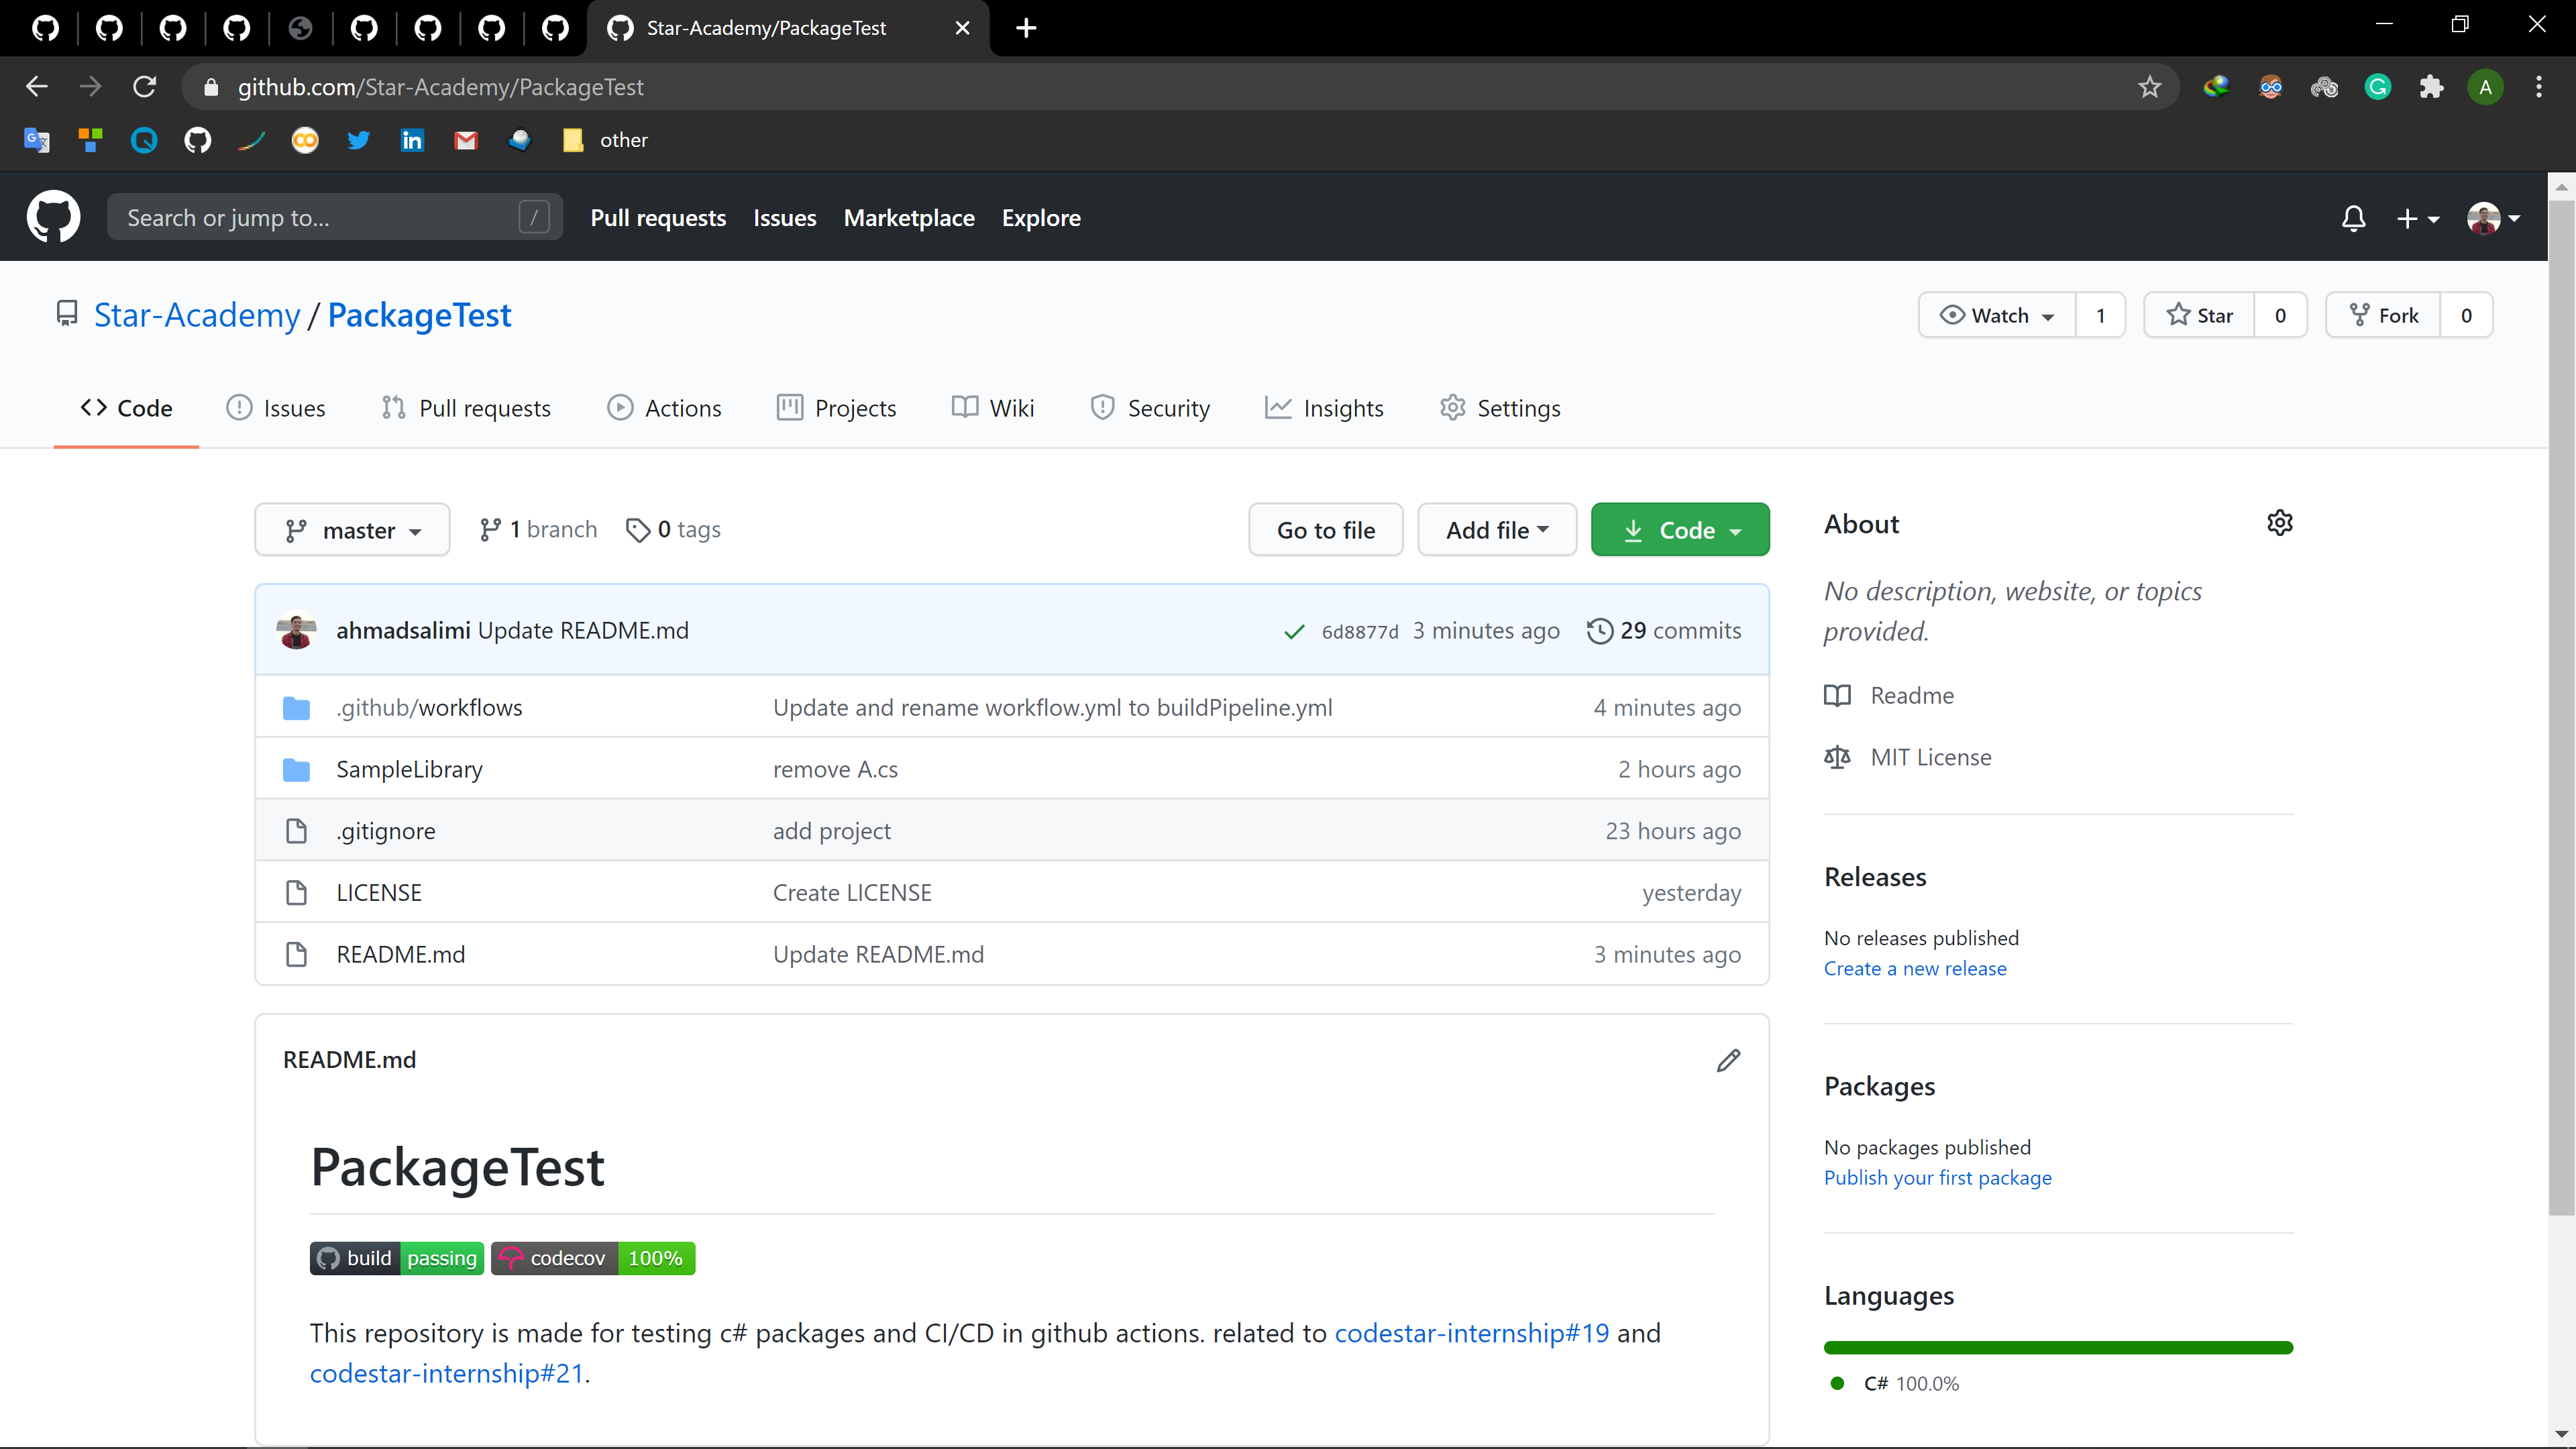 Star-Academy/PackageTest
github.com/Star-Academy/PackageTest
A
other
Search or jump to...
/
Pull requests
Issues
Marketplace
Explore
Star-Academy / PackageTest
Watch 1
Star 0
Fork 0
Code
Issues
Pull requests
Actions
Projects
Wiki
Security
Insights
Settings
master
1 branch
0 tags
Go to file
Add file
Code
ahmadsalimi Update README.md
6d8877d 3 minutes ago
29 commits
.github/workflows
Update and rename workflow.yml to buildPipeline.yml
4 minutes ago
SampleLibrary
remove A.cs
2 hours ago
.gitignore
add project
23 hours ago
LICENSE
Create LICENSE
yesterday
README.md
Update README.md
3 minutes ago
README.md
PackageTest
build passing
codecov 100%
This repository is made for testing c# packages and CI/CD in github actions. related to codestar-internship#19 and
codestar-internship#21.
About
No description, website, or topics
provided.
Readme
MIT License
Releases
No releases published
Create a new release
Packages
No packages published
Publish your first package
Languages
C# 100.0%